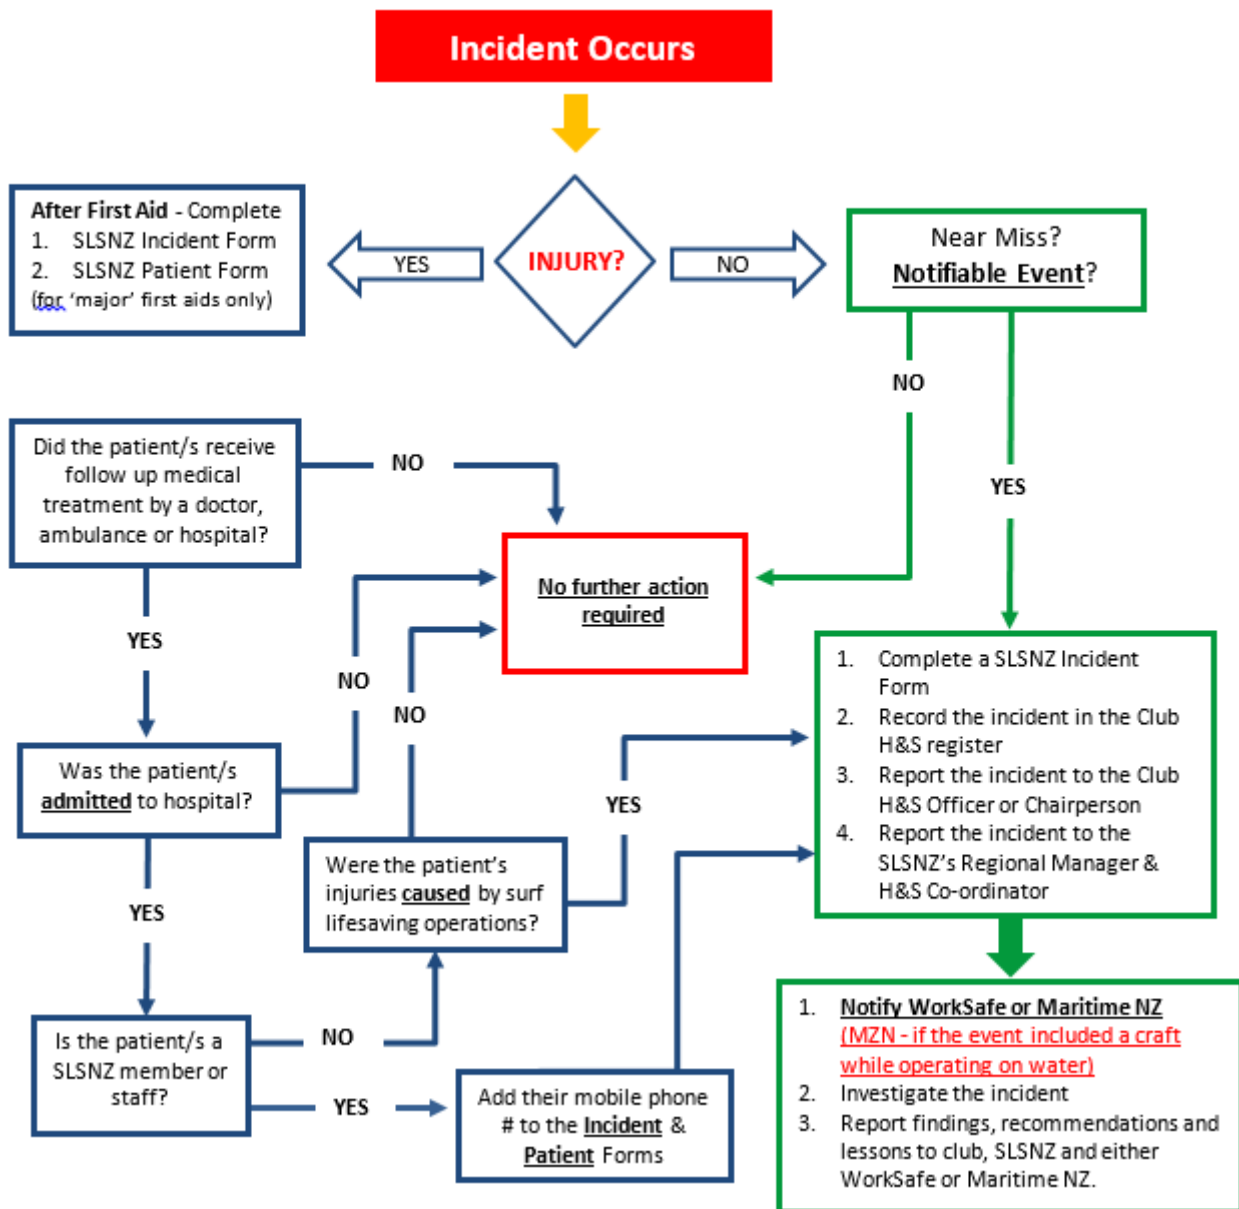 Incident Occurs
After First Aid - Complete
1. SLSNZ Incident Form
2. SLSNZ Patient Form
(for 'major' first aids only)
YES
INJURY?
NO
Near Miss?
Notifiable Event?
NO
YES
Did the patient/s receive
follow up medical
treatment by a doctor,
ambulance or hospital?
NO
YES
No further action
required
NO
NO
Was the patient/s
admitted to hospital?
YES
Were the patient's
injuries caused by surf
lifesaving operations?
YES
1. Complete a SLSNZ Incident
Form
2. Record the incident in the Club
H&S register
3. Report the incident to the Club
H&S Officer or Chairperson
4. Report the incident to the
SLSNZ's Regional Manager &
H&S Co-ordinator
Is the patient/s a
SLSNZ member or
staff?
NO
YES
Add their mobile phone
# to the Incident &
Patient Forms
1. Notify WorkSafe or Maritime NZ
(MZN - if the event included a craft
while operating on water)
2. Investigate the incident
3. Report findings, recommendations and
lessons to club, SLSNZ and either
WorkSafe or Maritime NZ.